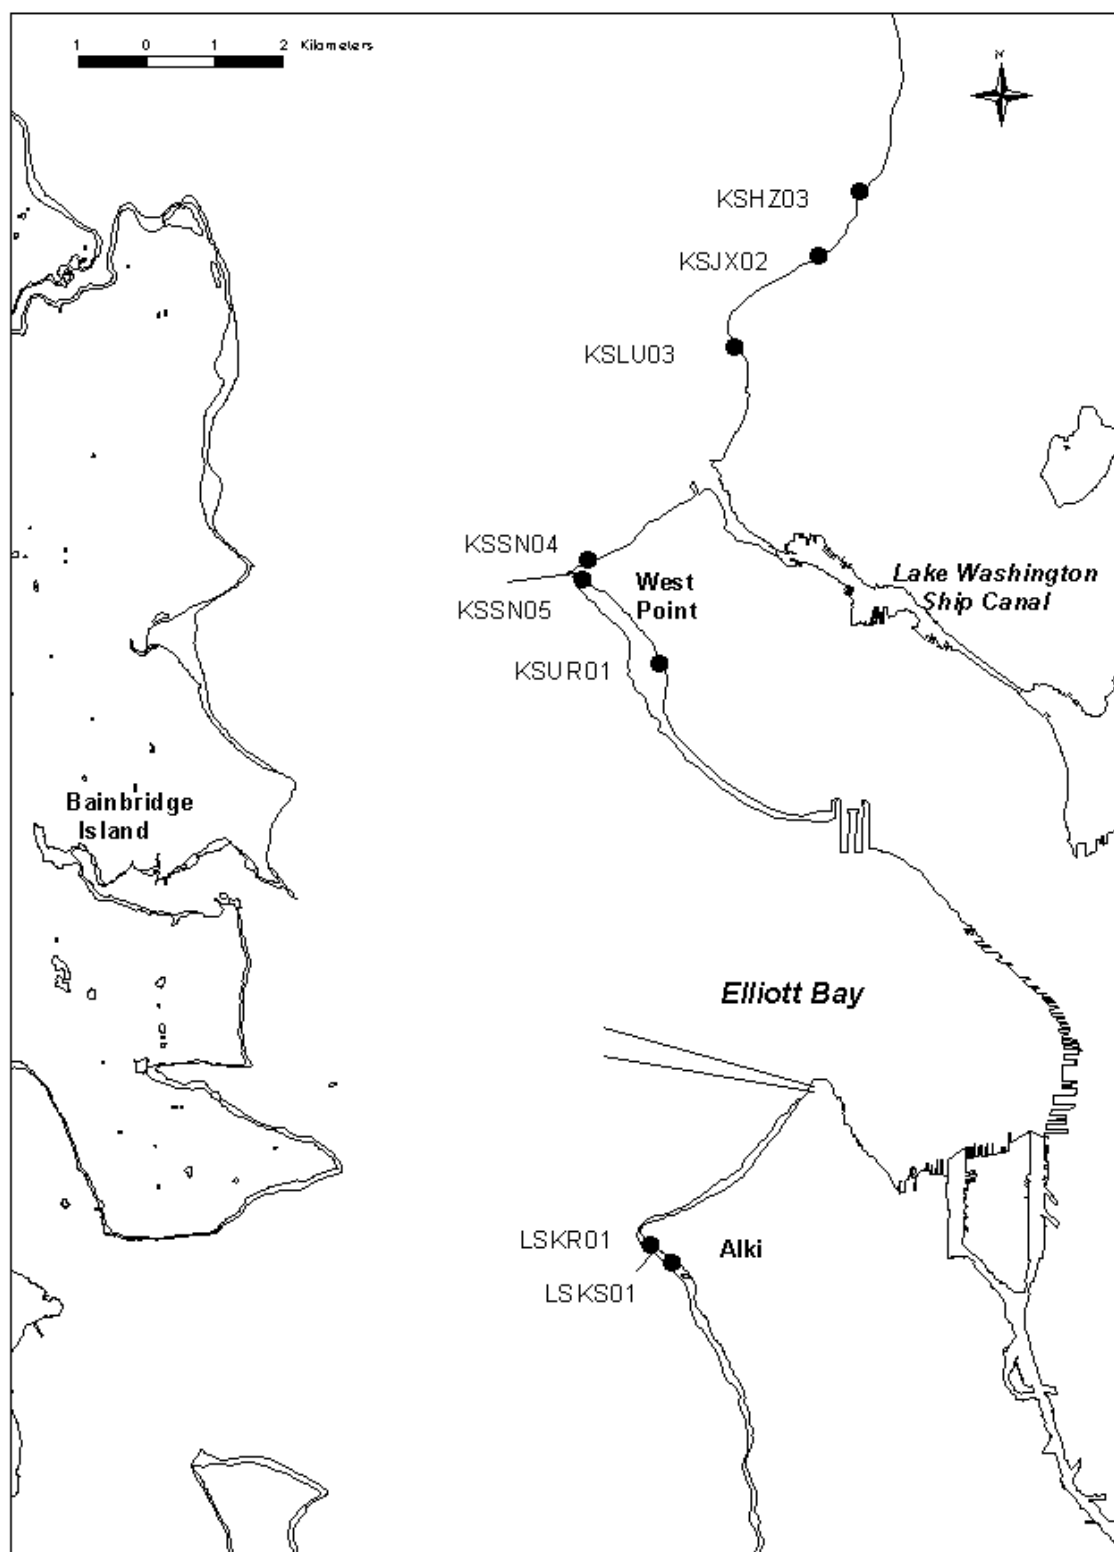 1 0 1 2 Kilometers
N
KSHZ03
KSJX02
KSLU03
KSSN04
West
Point
KSSN05
Lake Washington
Ship Canal
KSUR01
Bainbridge
Island
Elliott Bay
LSKR01
Alki
LSKS01